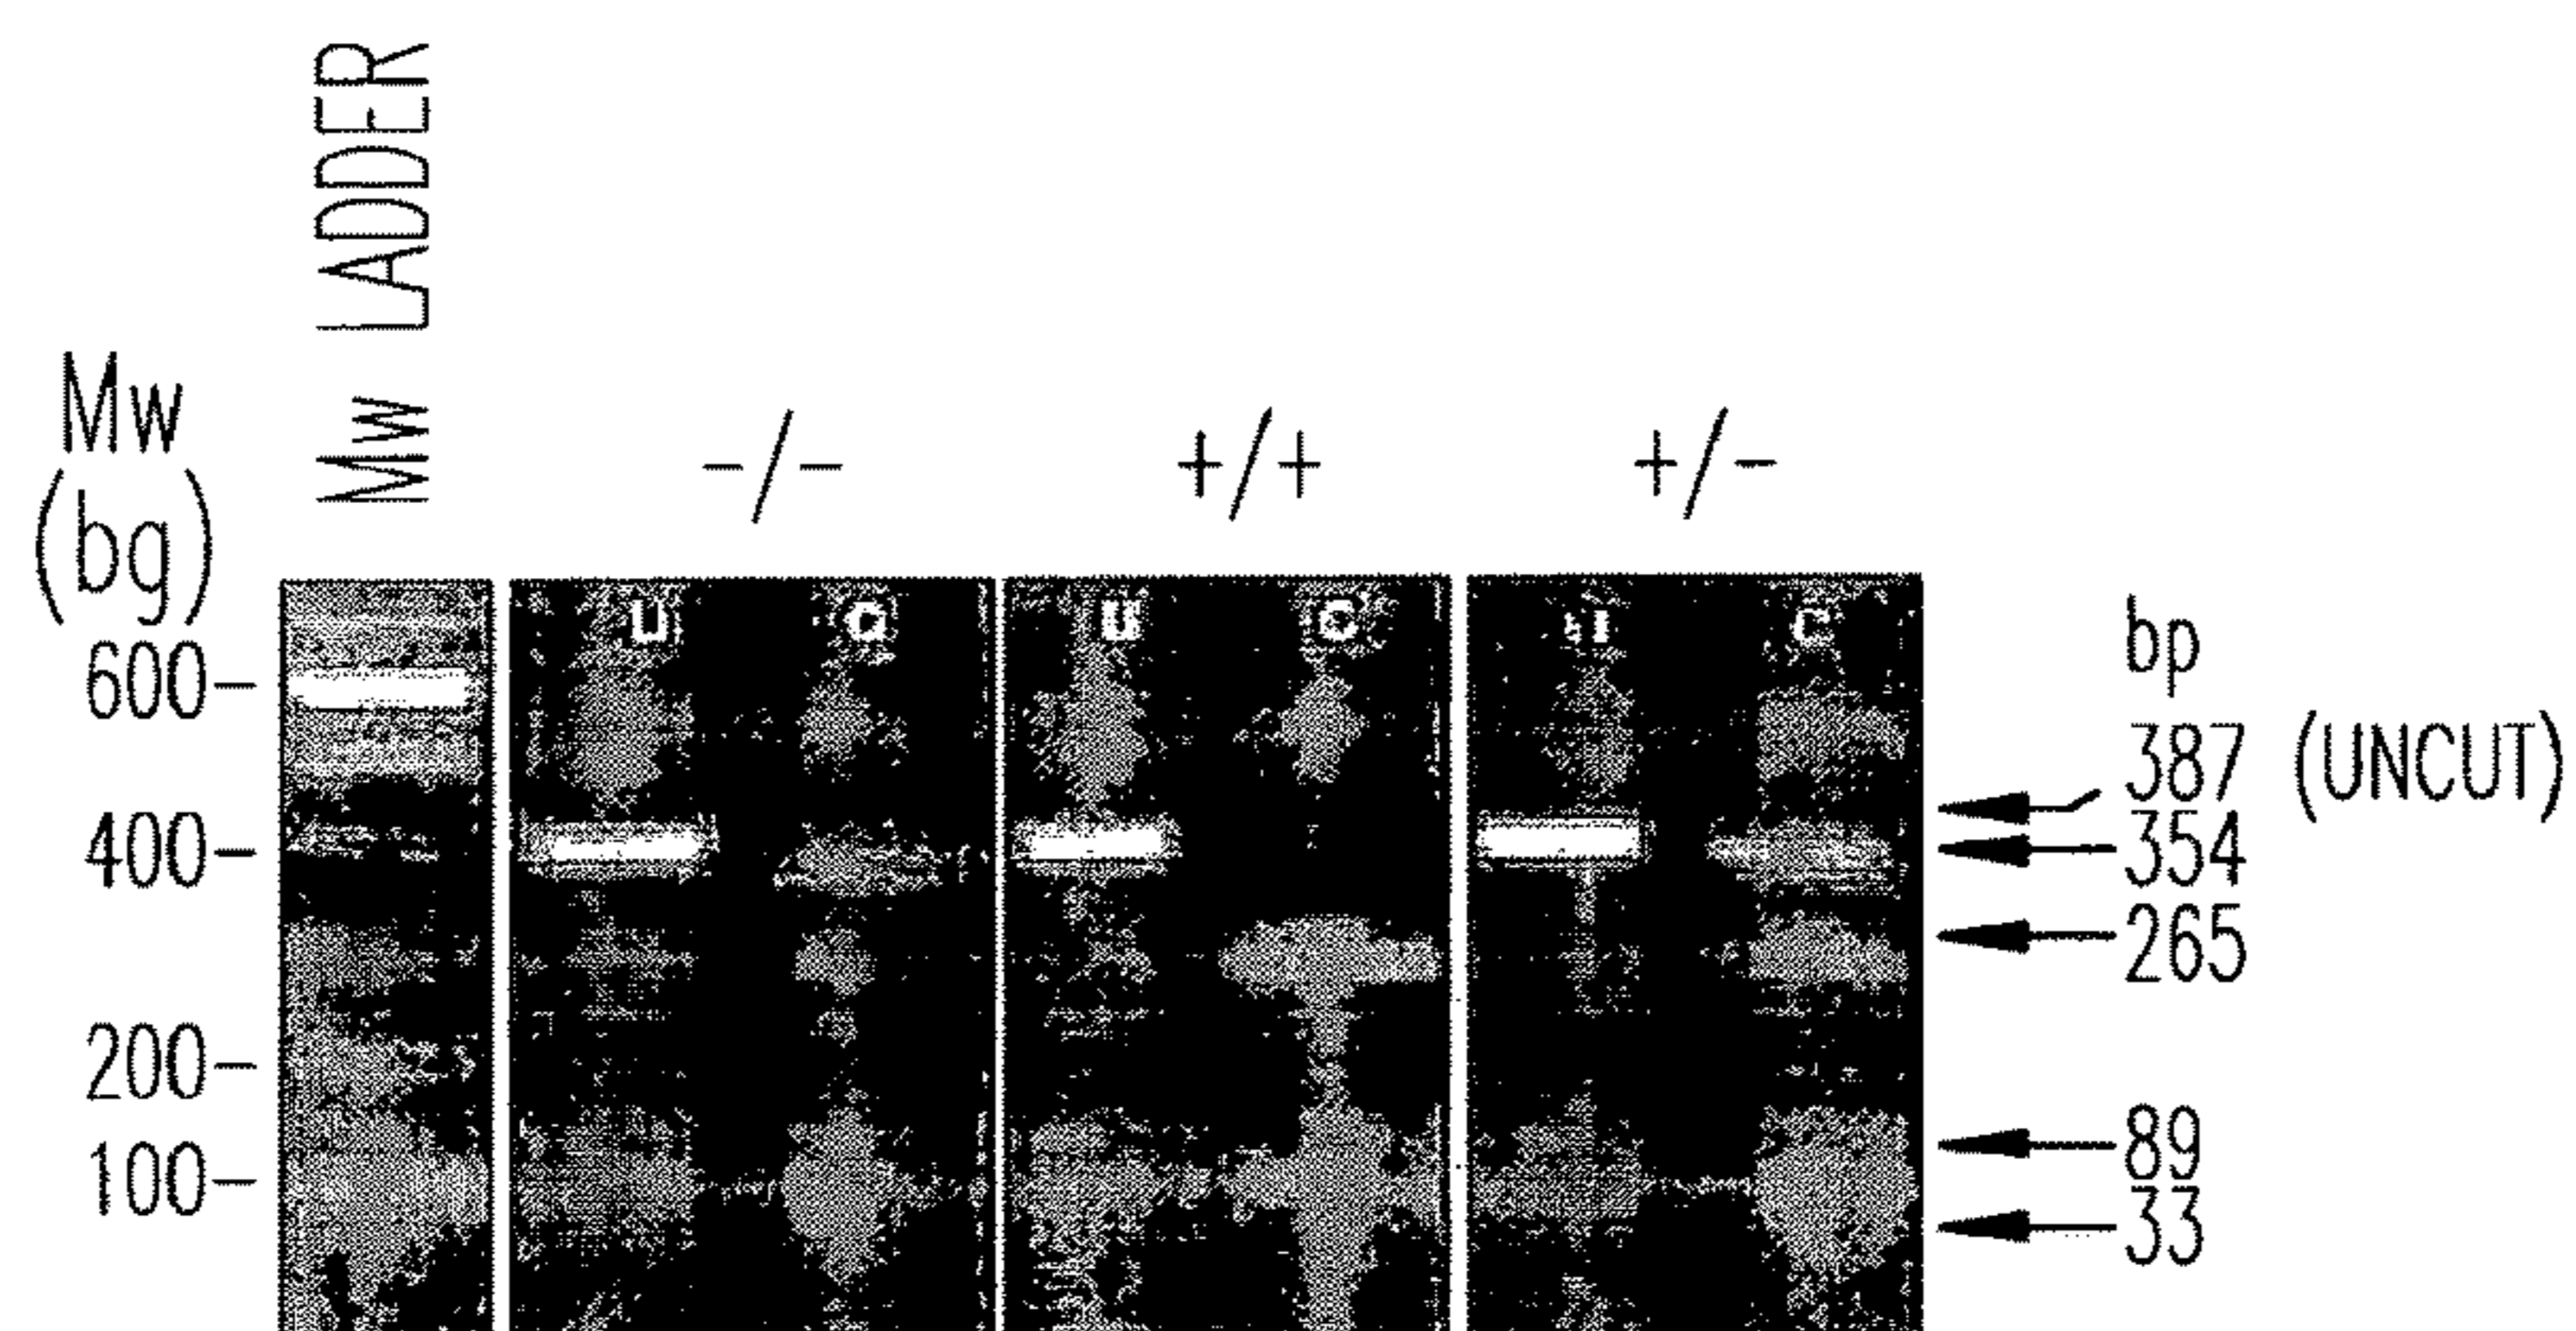 Mw LADDER
Mw
(bg)
-/-
+/+
+/-
U C
U C
U C
600-
400-
200-
100-
bp
387 (UNCUT)
354
265
89
33